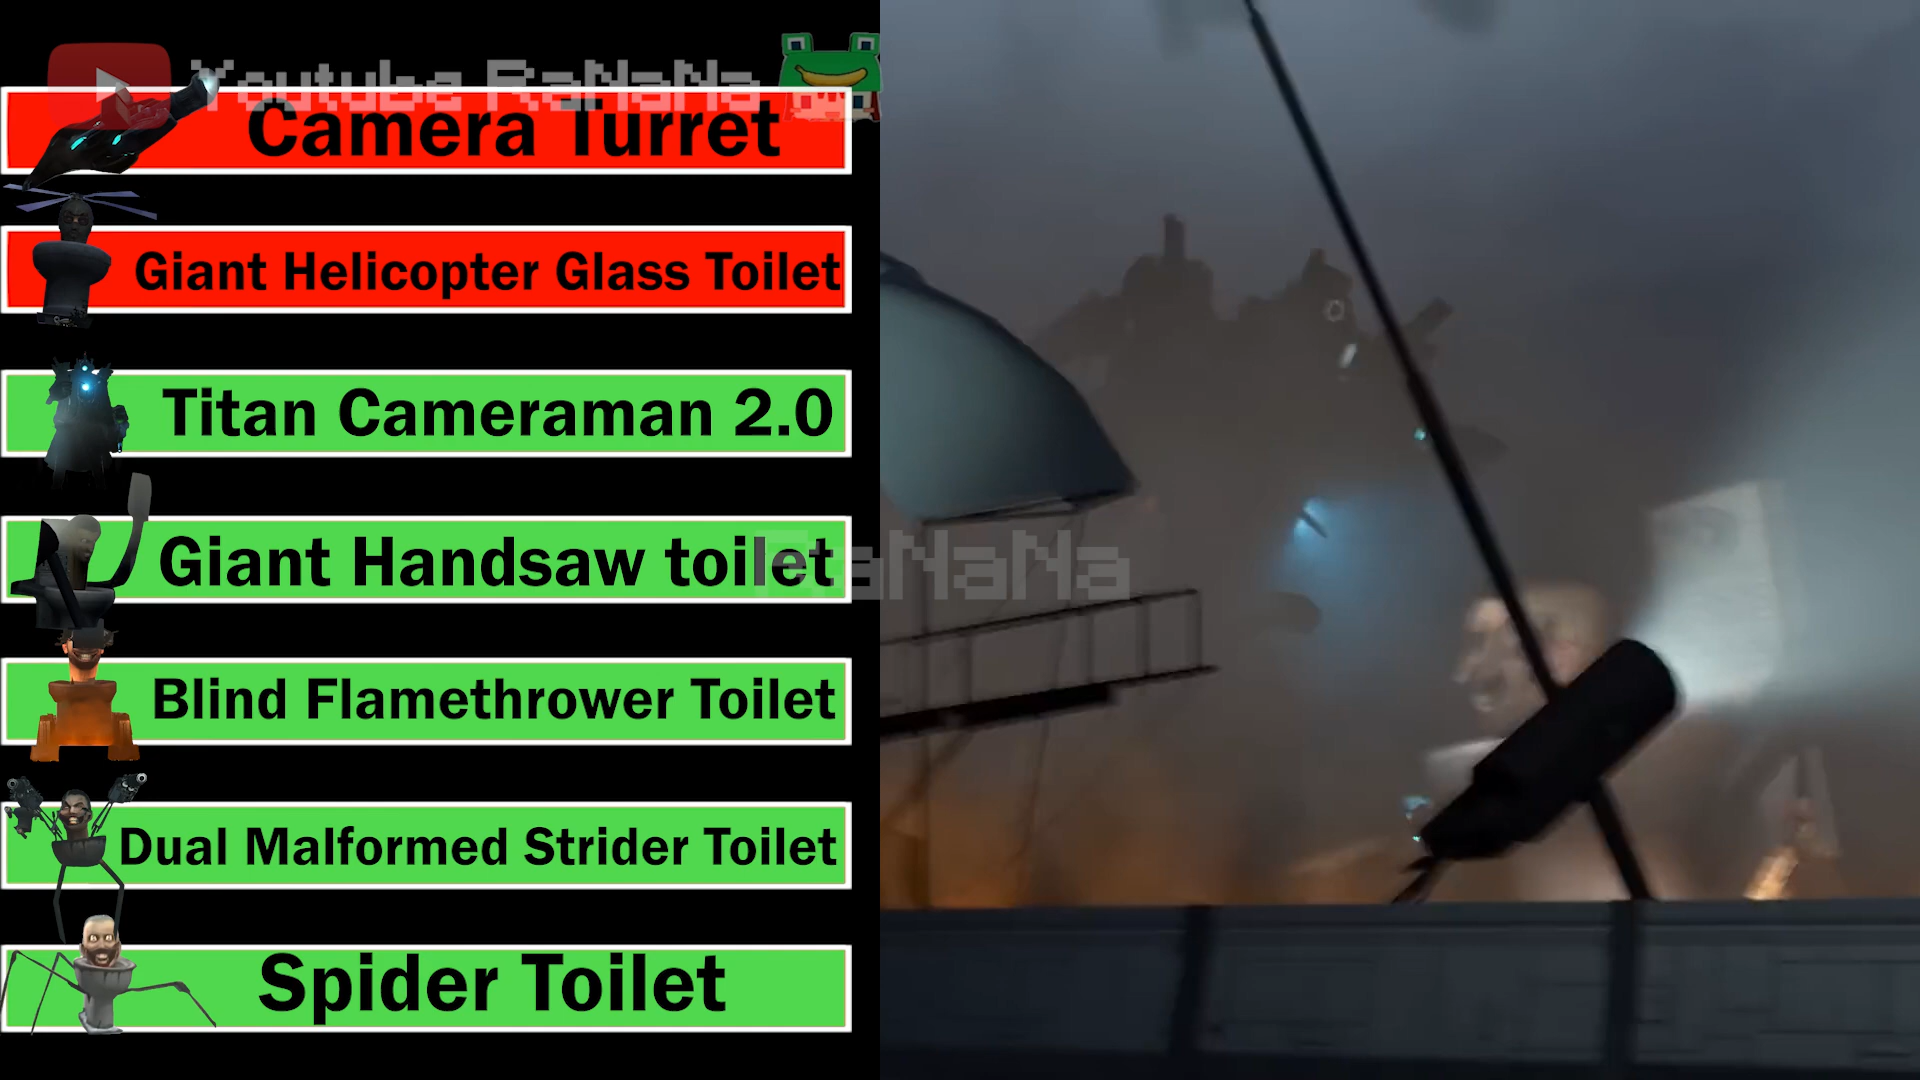 Youtube RaNaNa
Camera Turret
Giant Helicopter Glass Toilet
Titan Cameraman 2.0
Giant Handsaw toilet
RaNaNa
Blind Flamethrower Toilet
Dual Malformed Strider Toilet
Spider Toilet